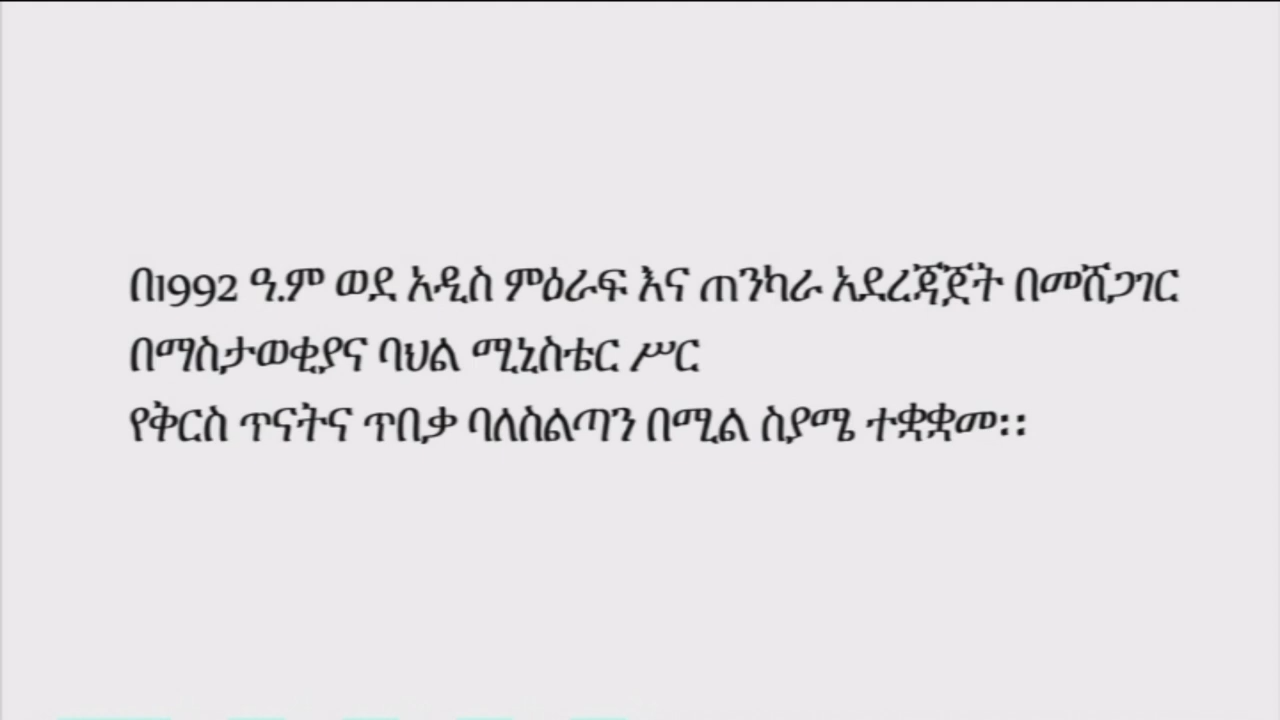 በ1992 ዓ.ም ወደ አዲስ ምዕራፍ እና ጠንካራ አደረጃጀት በመሸጋገር
በማስታወቂያና ባህል ሚኒስቴር ሥር
የቅርስ ጥናትና ጥበቃ ባለስልጣን በሚል ስያሜ ተቋቋመ፡፡